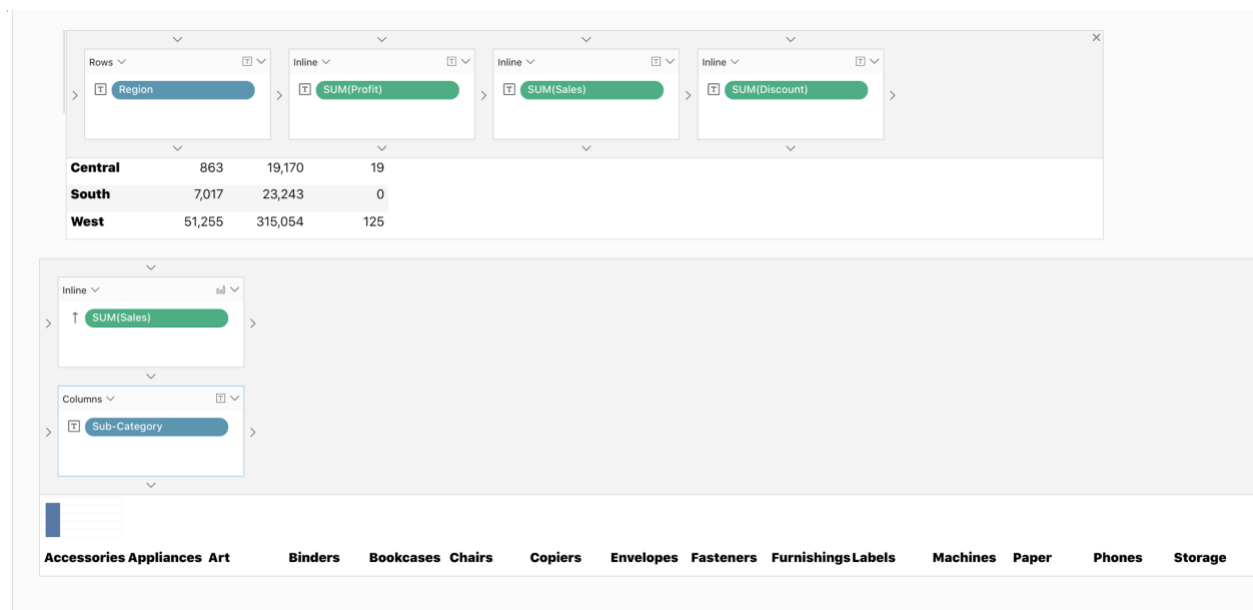 Rows Inline Inline Inline
Region SUM(Profit) SUM(Sales) SUM(Discount)
Central 863 19,170 19
South 7,017 23,243 0
West 51,255 315,054 125
Inline
SUM(Sales)
Columns
Sub-Category
Accessories Appliances Art Binders Bookcases Chairs Copiers Envelopes Fasteners Furnishings Labels Machines Paper Phones Storage